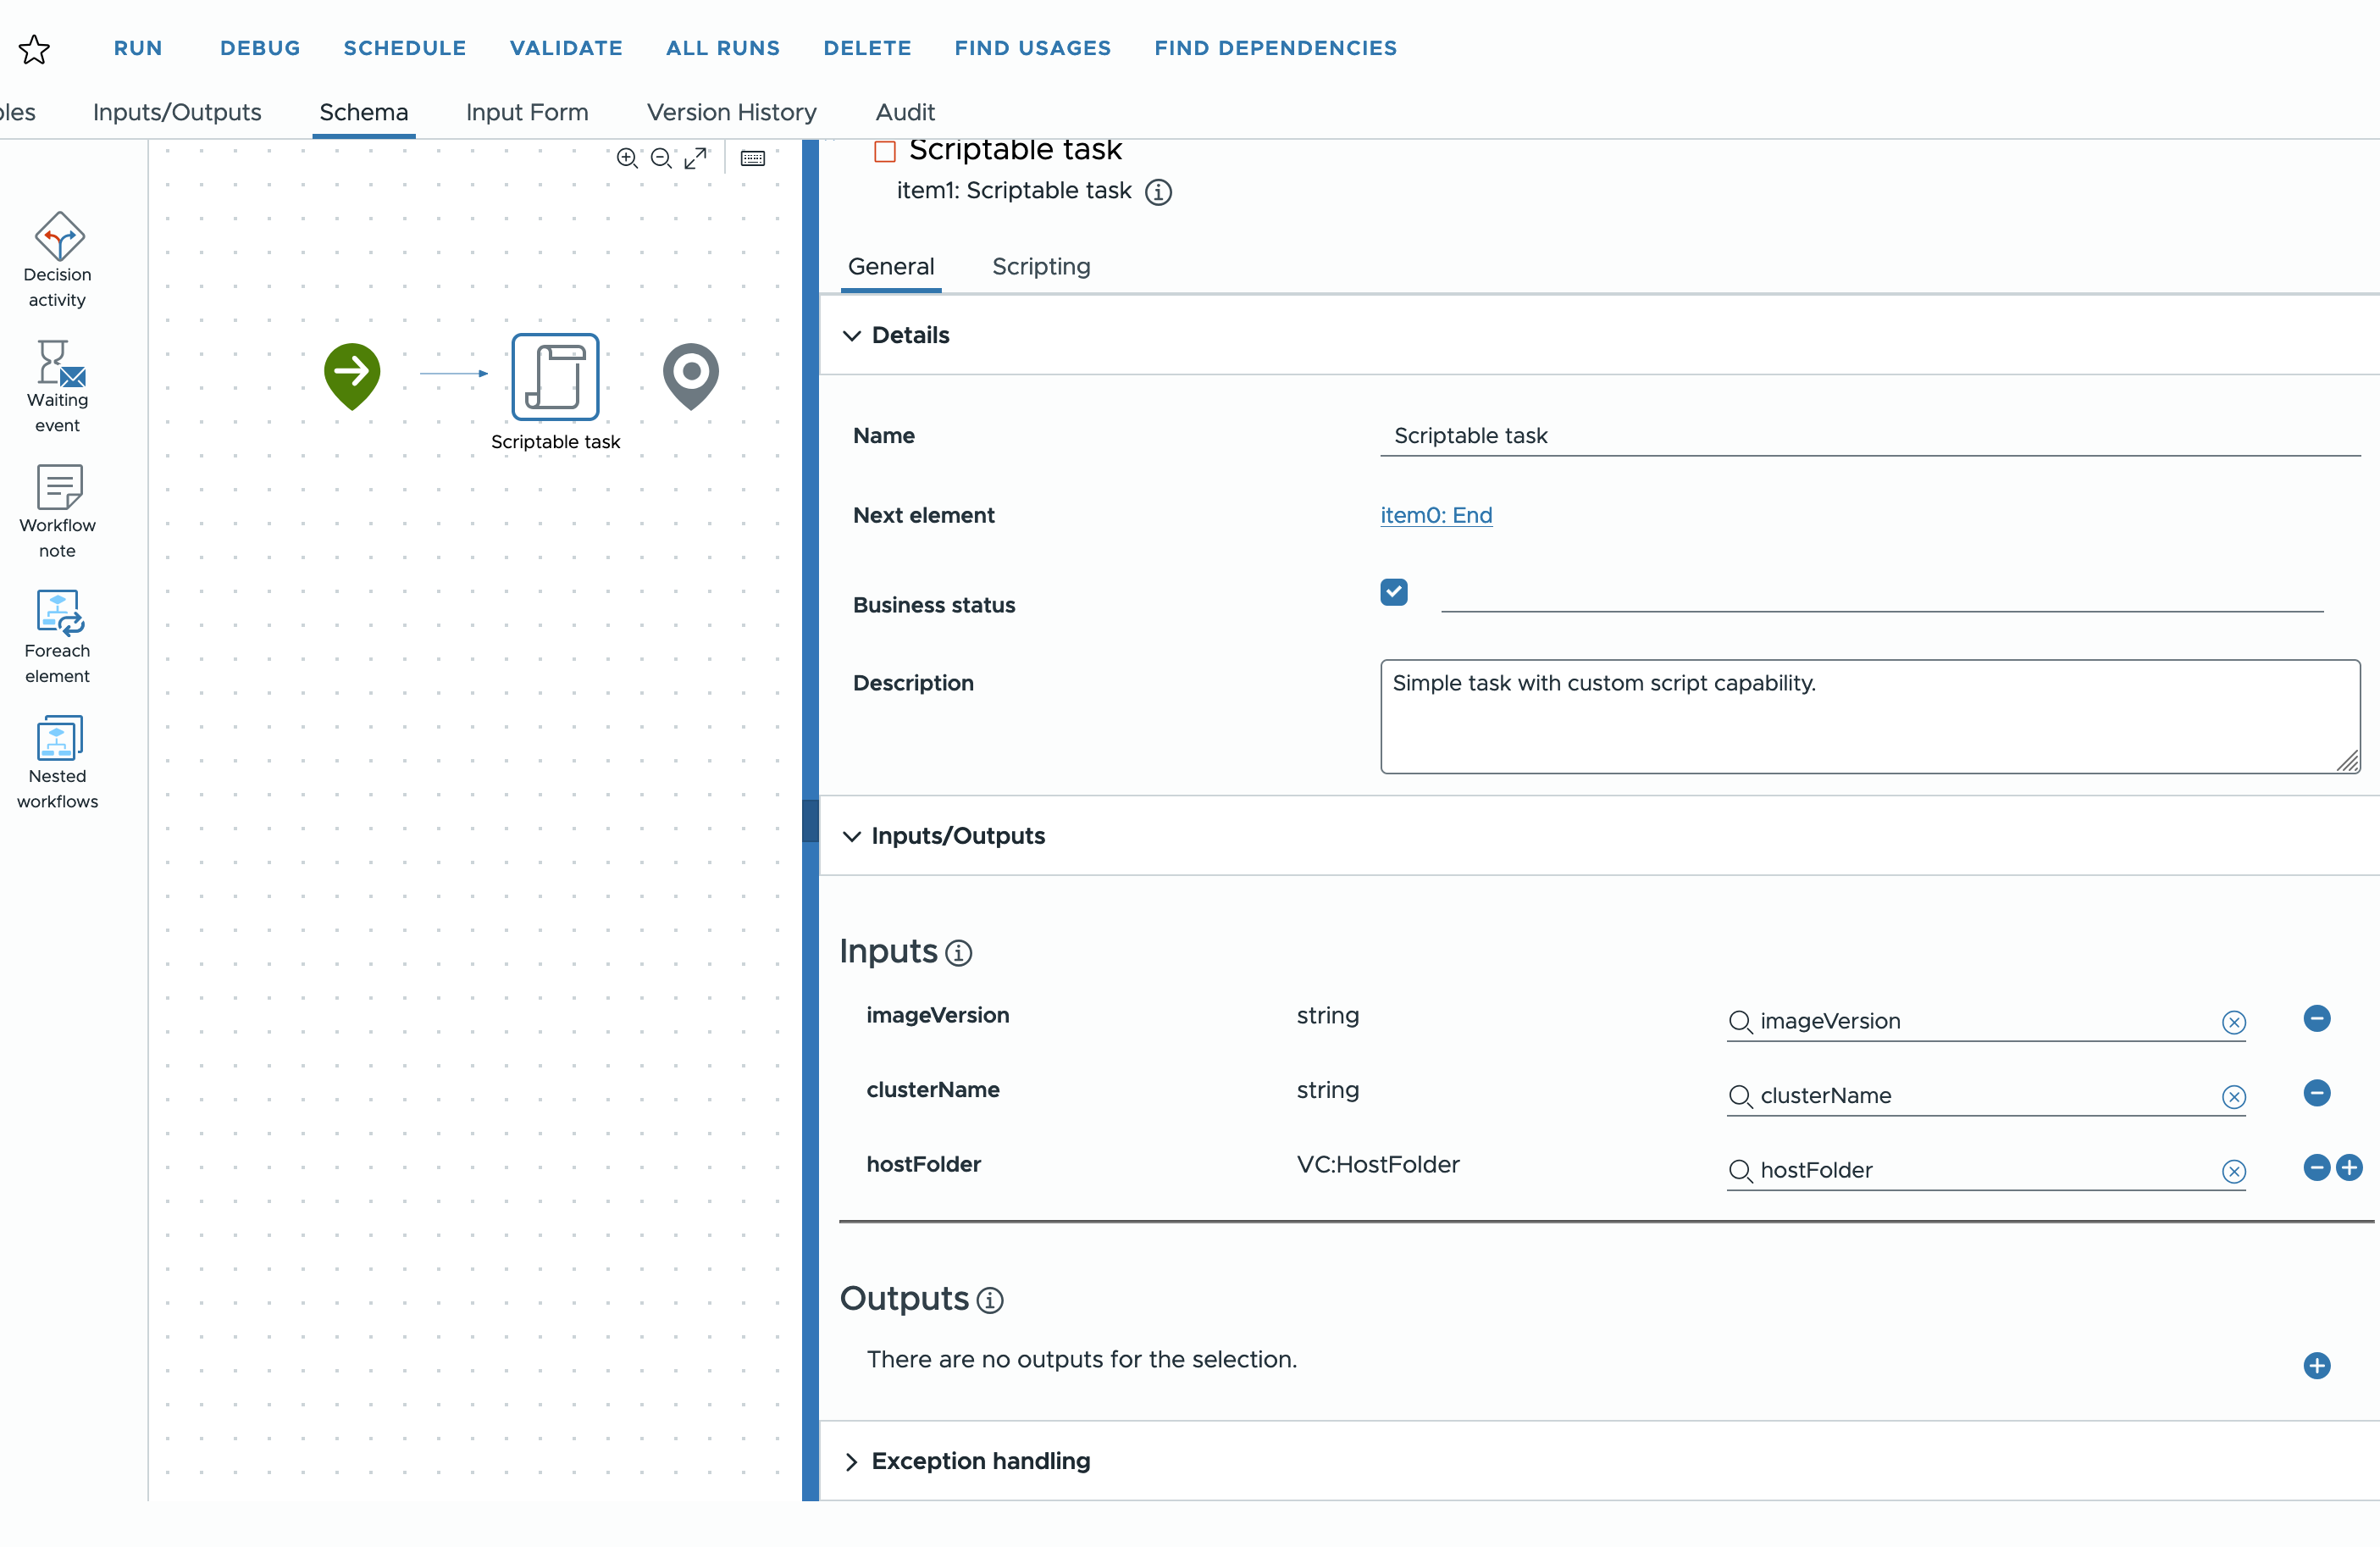 RUN DEBUG SCHEDULE VALIDATE ALL RUNS DELETE FIND USAGES FIND DEPENDENCIES
Inputs/Outputs Schema Input Form Version History Audit
Decision
activity
Waiting
event
Workflow
note
Foreach
element
Nested
workflows
Scriptable task
Scriptable task
item1: Scriptable task
General Scripting
Details
Name Scriptable task
Next element item0: End
Business status
Description Simple task with custom script capability.
Inputs/Outputs
Inputs
imageVersion string imageVersion
clusterName string clusterName
hostFolder VC:HostFolder hostFolder
Outputs
There are no outputs for the selection.
Exception handling